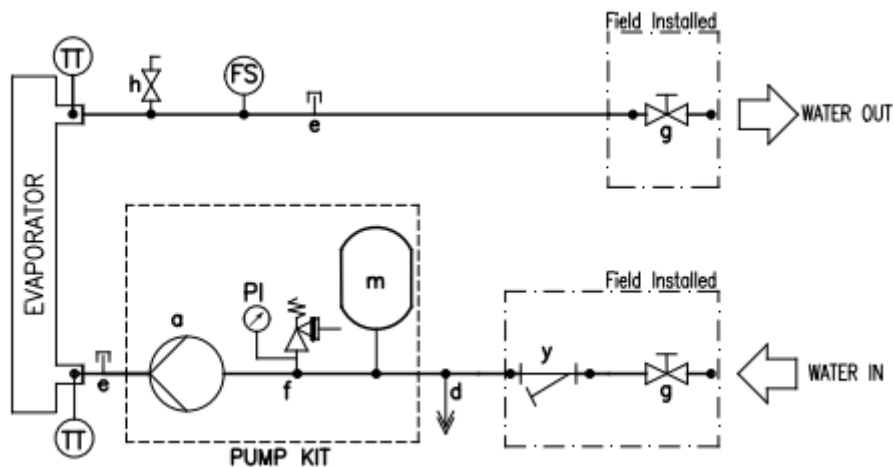 Field Installed
TT
h
FS
e
g
WATER OUT
EVAPORATOR
Field Installed
PI
m
a
y
e
f
d
g
WATER IN
TT
PUMP KIT